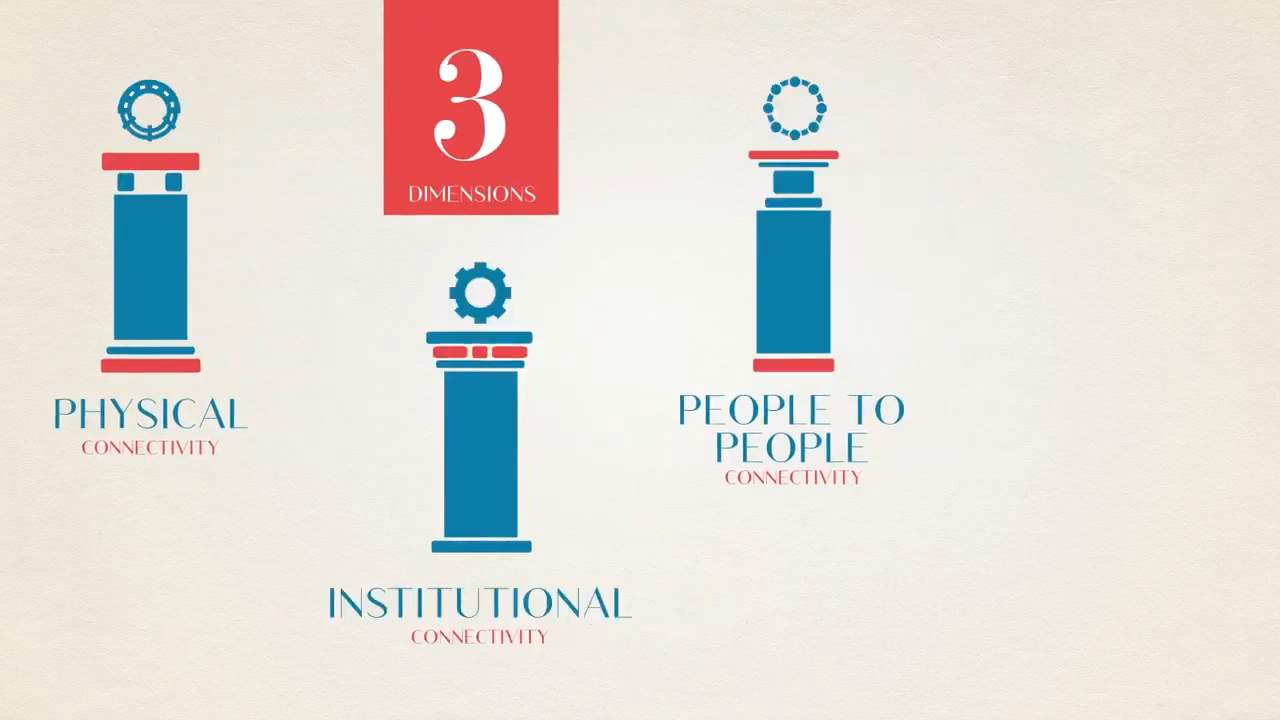 3
DIMENSIONS
PHYSICAL
CONNECTIVITY
INSTITUTIONAL
CONNECTIVITY
PEOPLE TO
PEOPLE
CONNECTIVITY